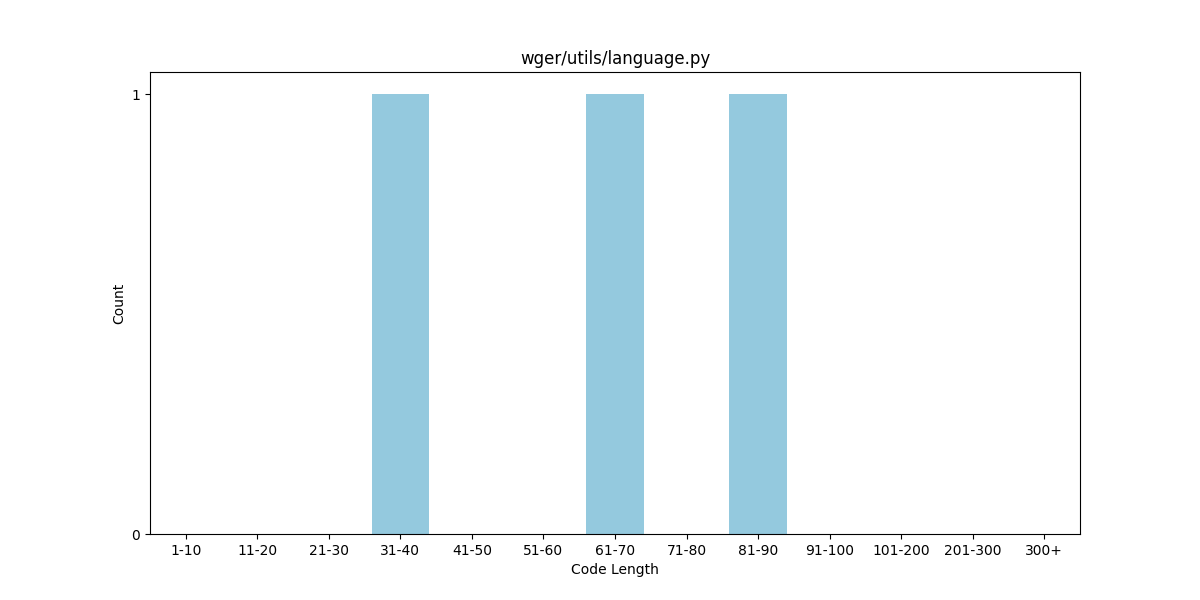 wger/utils/language.py
1
0
Count
1-10 11-20 21-30 31-40 41-50 51-60 61-70 71-80 81-90 91-100 101-200 201-300 300+
Code Length